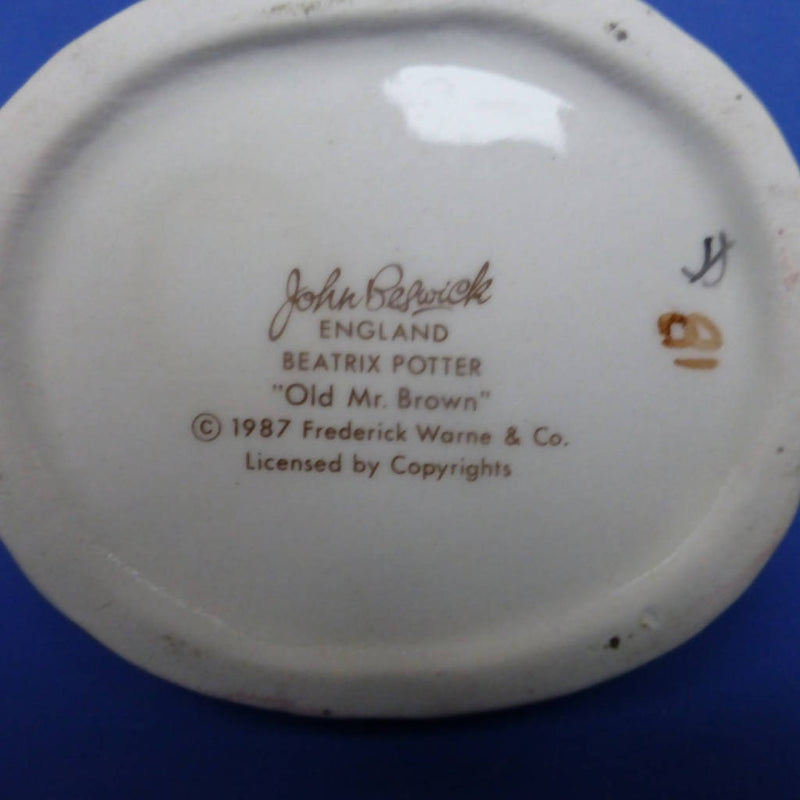 John Beswick
ENGLAND
BEATRIX POTTER
"Old Mr. Brown"
© 1987 Frederick Warne & Co.
Licensed by Copyrights